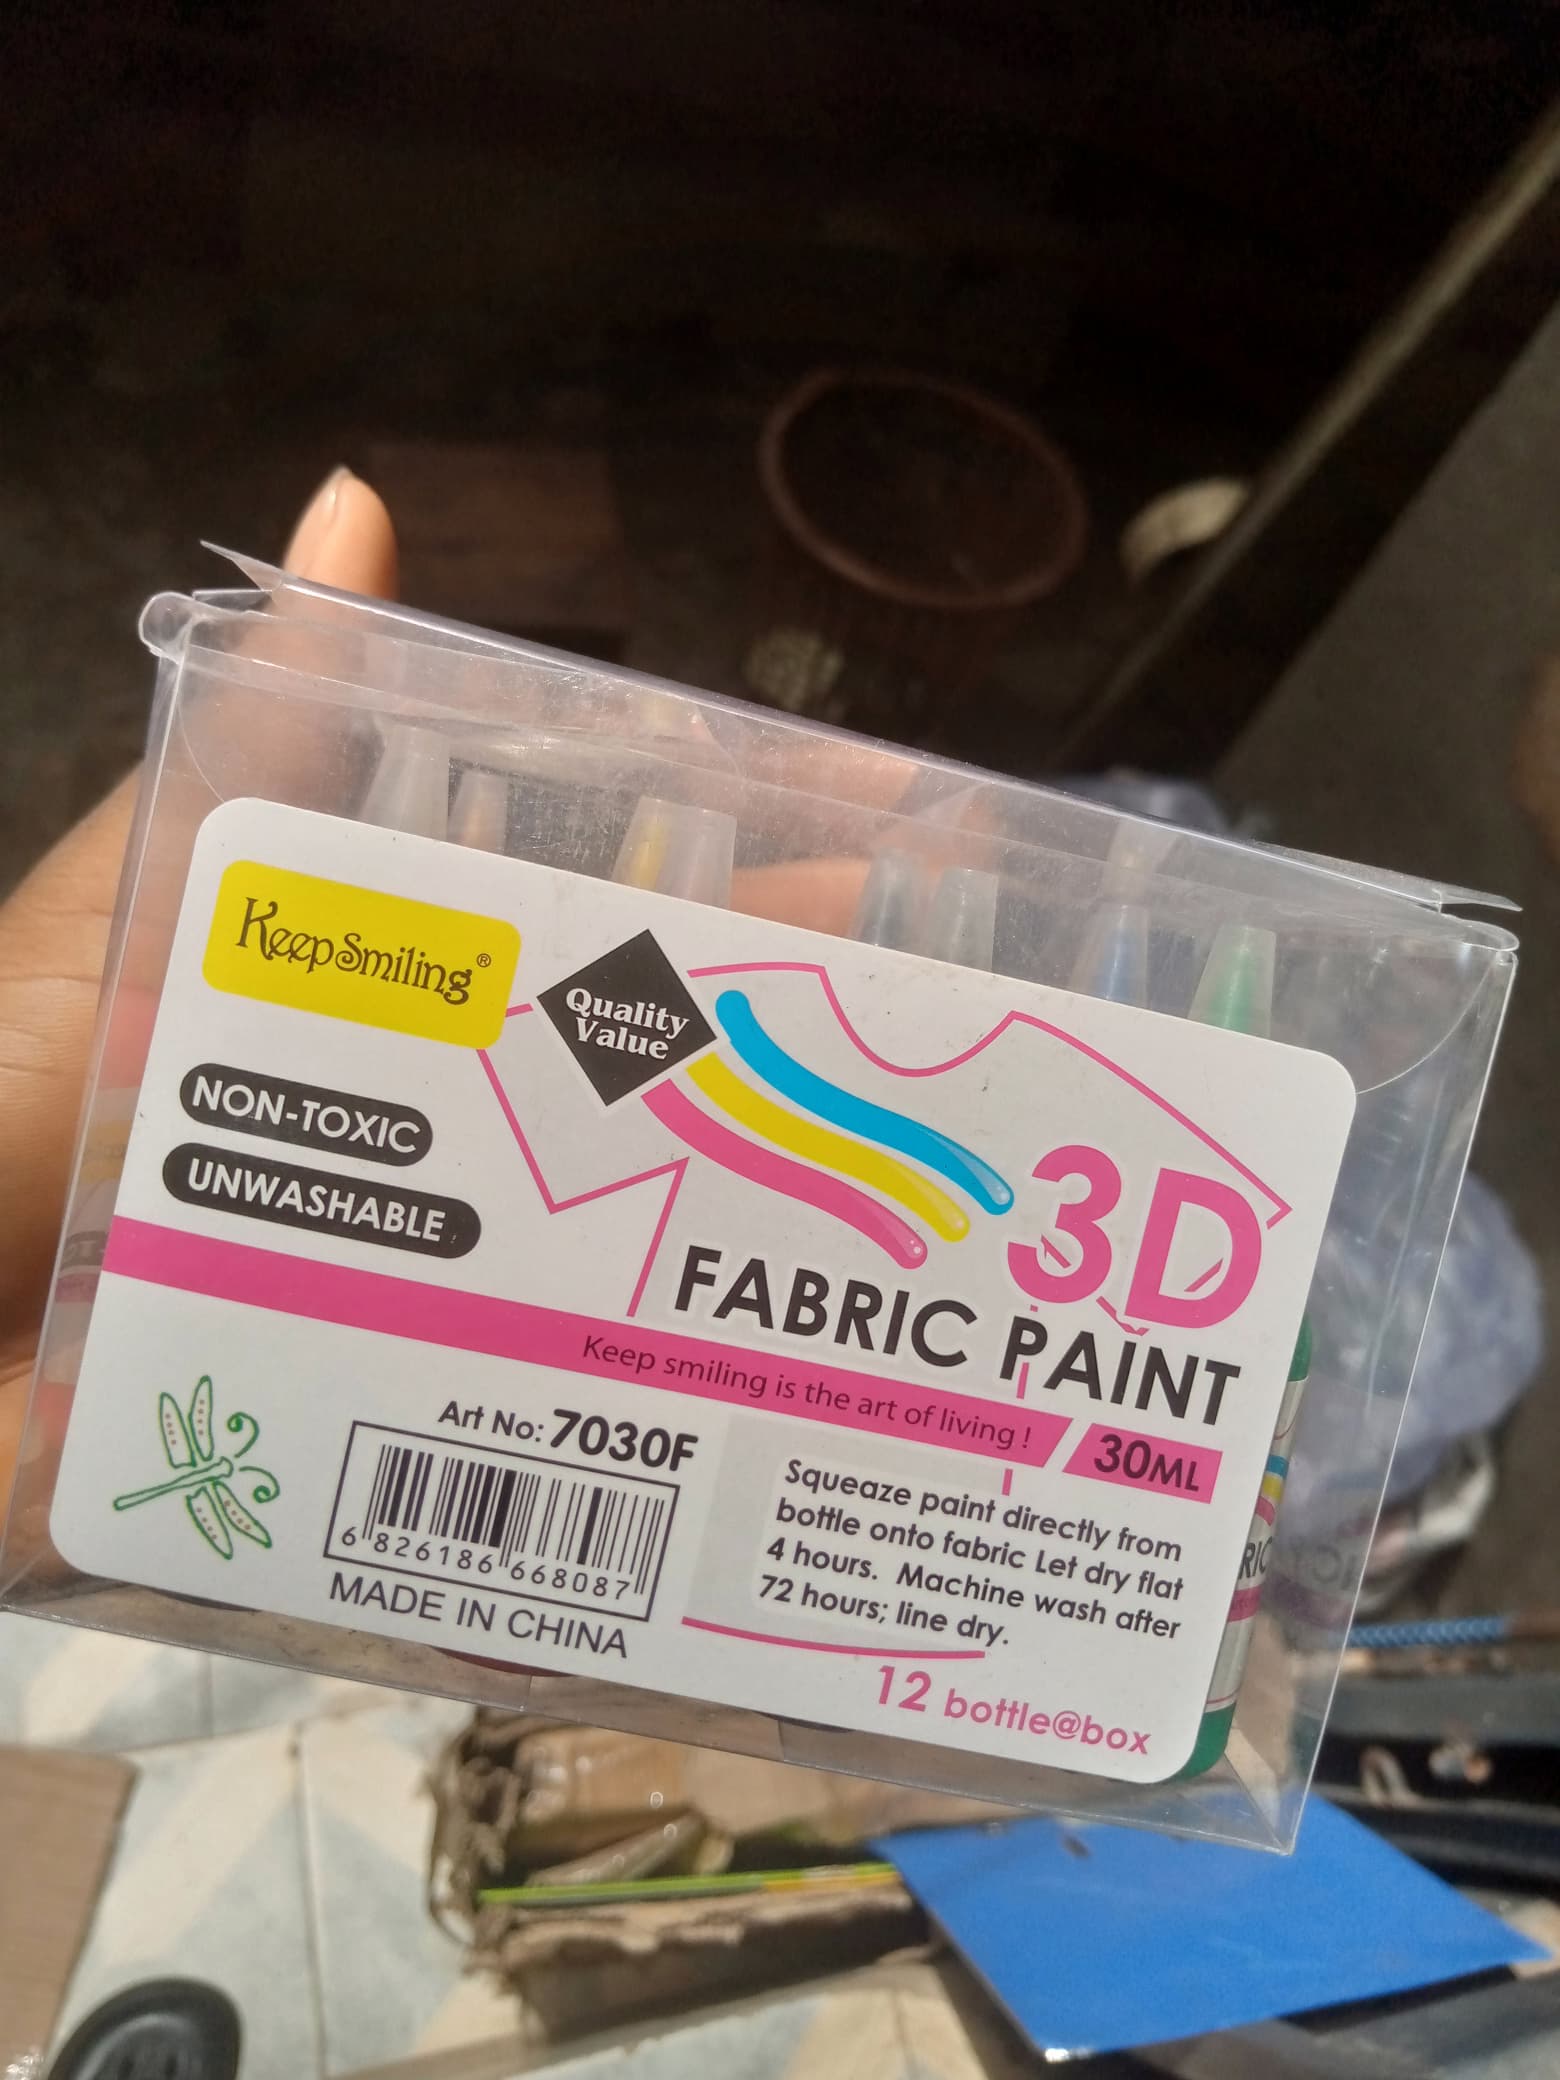 KeepSmiling®
Quality
Value
NON-TOXIC
UNWASHABLE
3D
FABRIC PAINT
Keep smiling is the art of living !
30ML
Art No: 7030F
6 826186 668087
MADE IN CHINA
Squeaze paint directly from
bottle onto fabric Let dry flat
4 hours. Machine wash after
72 hours; line dry.
12 bottle@box